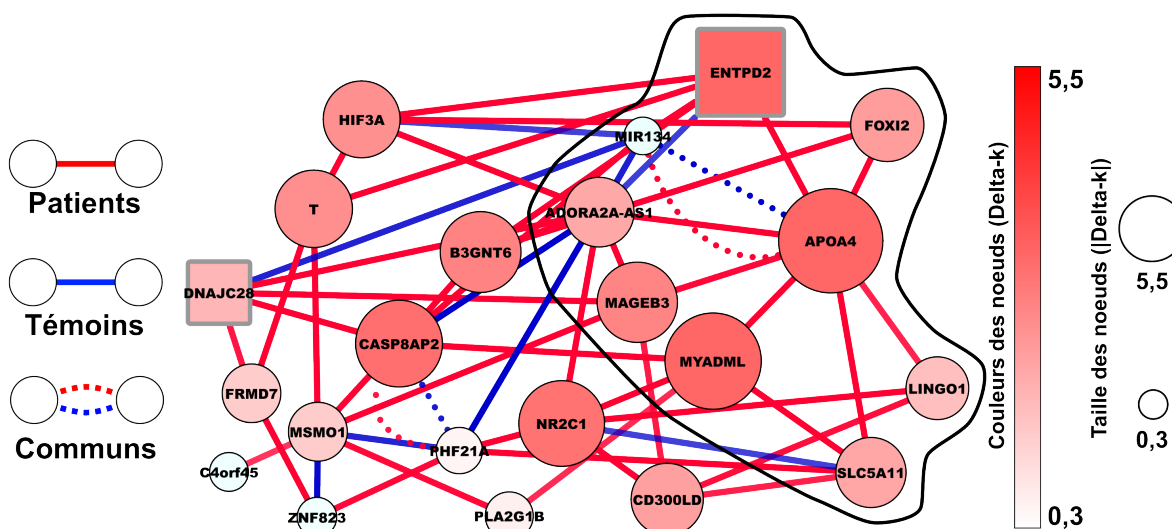 ENTPD2
5,5
HIF3A
MIR134
FOXI2
Patients
T
ADORA2A-AS1
B3GNT6
APOA4
5,5
DNAJC28
MAGEB3
Témoins
CASP8AP2
MYADML
Couleurs des noeuds (Delta-k)
Taille des noeuds (|Delta-k|)
FRMD7
LINGO1
NR2C1
MSMO1
0,3
Communs
PHF21A
C4orf45
SLC5A11
CD300LD
ZNF823
PLA2G1B
0,3